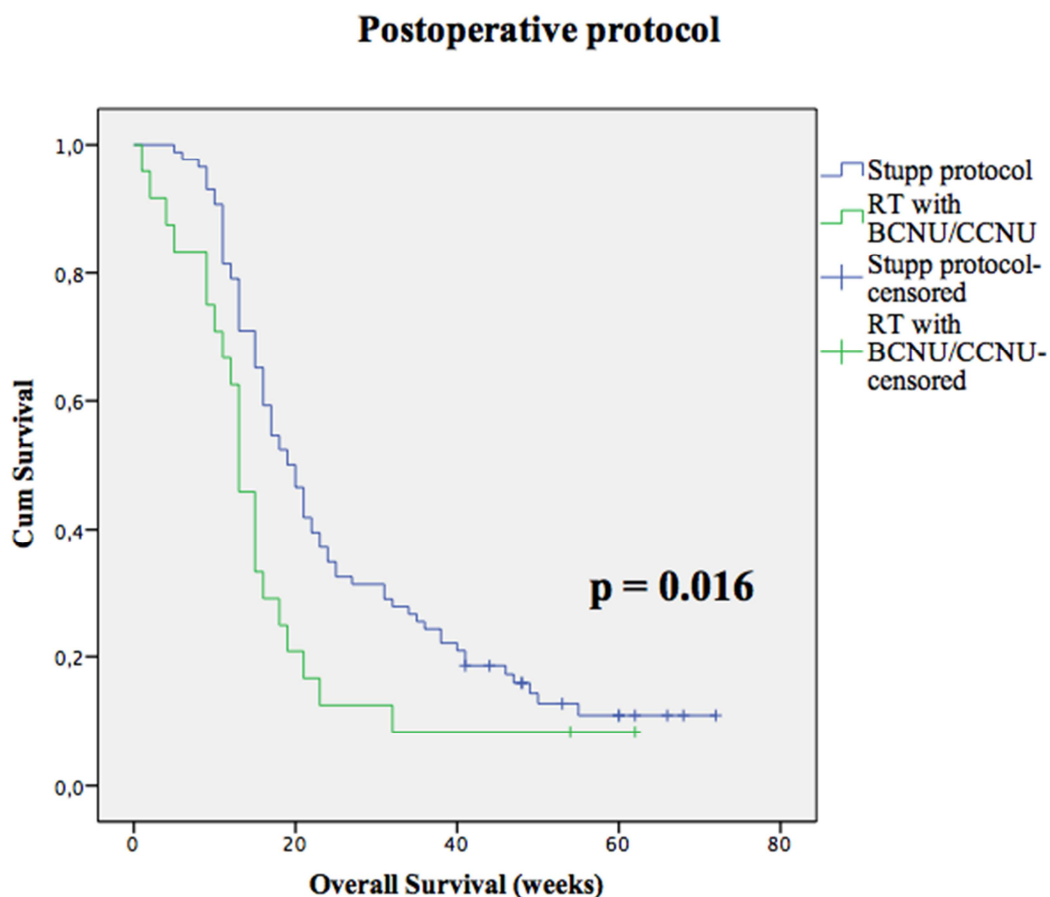 Postoperative protocol
1,0
0,8
0,6
0,4
0,2
0,0
Cum Survival
0
20
40
60
80
Overall Survival (weeks)
p = 0.016
Stupp protocol
RT with
BCNU/CCNU
Stupp protocol-
censored
RT with
BCNU/CCNU-
censored